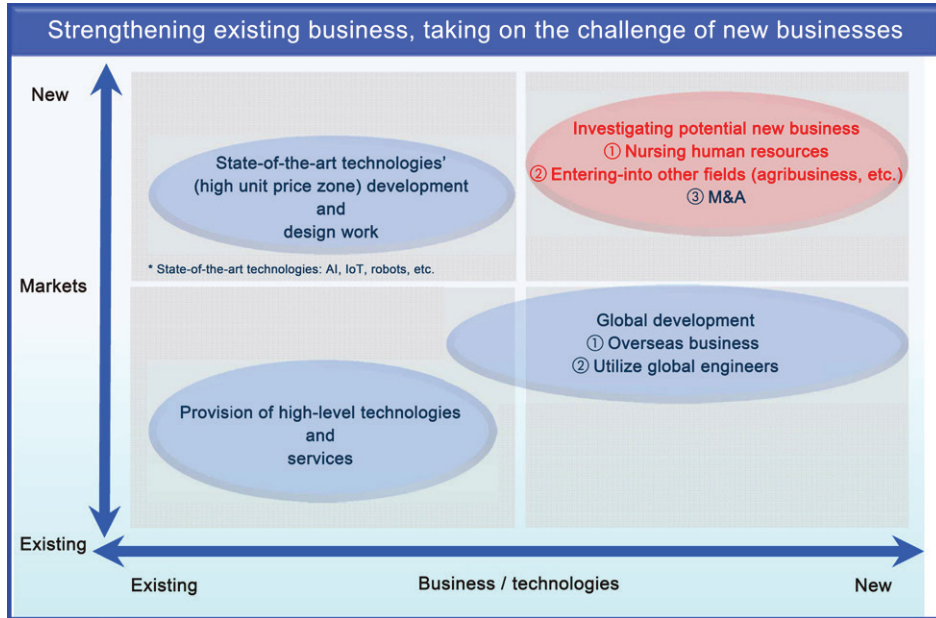 Strengthening existing business, taking on the challenge of new businesses
New
State-of-the-art technologies'
(high unit price zone) development
and
design work
* State-of-the-art technologies: AI, IoT, robots, etc.
Investigating potential new business
① Nursing human resources
② Entering-into other fields (agribusiness, etc.)
③ M&A
Markets
Global development
① Overseas business
② Utilize global engineers
Provision of high-level technologies
and
services
Existing
Existing
Business / technologies
New